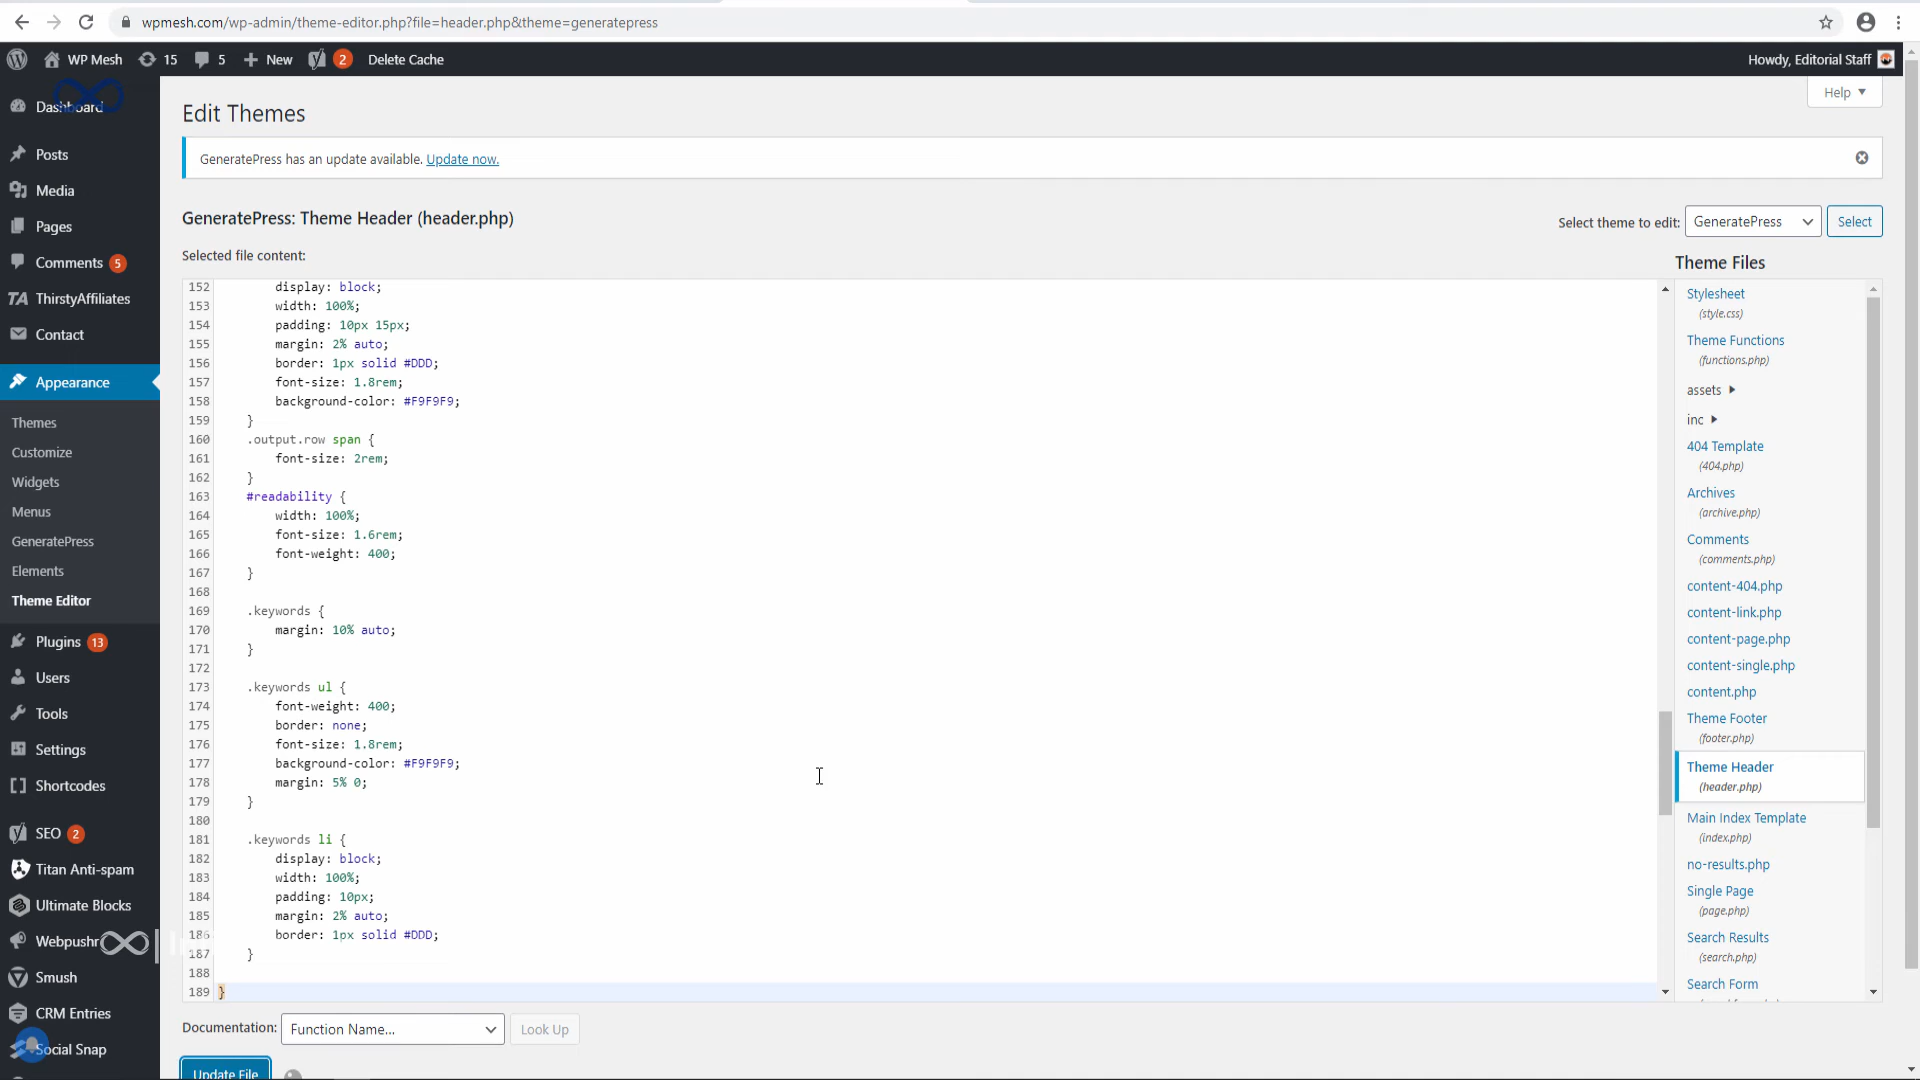 wpmesh.com/wp-admin/theme-editor.php?file=header.php&theme=generatepress
WP Mesh 15 5 New 2 Delete Cache
Howdy, Editorial Staff
Dashboard
Posts
Media
Pages
Comments 5
ThirstyAffiliates
Contact
Appearance
Themes
Customize
Widgets
Menus
GeneratePress
Elements
Theme Editor
Plugins 13
Users
Tools
Settings
[ ] Shortcodes
SEO 2
Titan Anti-spam
Ultimate Blocks
Webpushr
Smush
CRM Entries
Social Snap
Help
Edit Themes
GeneratePress has an update available. Update now.
GeneratePress: Theme Header (header.php)
Select theme to edit: GeneratePress Select
Selected file content:
152 display: block;
153 width: 100%;
154 padding: 10px 15px;
155 margin: 2% auto;
156 border: 1px solid #DDD;
157 font-size: 1.8rem;
158 background-color: #F9F9F9;
159 }
160 .output.row span {
161 font-size: 2rem;
162 }
163 #readability {
164 width: 100%;
165 font-size: 1.6rem;
166 font-weight: 400;
167 }
168
169 .keywords {
170 margin: 10% auto;
171 }
172
173 .keywords ul {
174 font-weight: 400;
175 border: none;
176 font-size: 1.8rem;
177 background-color: #F9F9F9;
178 margin: 5% 0;
179 }
180
181 .keywords li {
182 display: block;
183 width: 100%;
184 padding: 10px;
185 margin: 2% auto;
186 border: 1px solid #DDD;
187 }
188
189 }
Theme Files
Stylesheet
(style.css)
Theme Functions
(functions.php)
assets
inc
404 Template
(404.php)
Archives
(archive.php)
Comments
(comments.php)
content-404.php
content-link.php
content-page.php
content-single.php
content.php
Theme Footer
(footer.php)
Theme Header
(header.php)
Main Index Template
(index.php)
no-results.php
Single Page
(page.php)
Search Results
(search.php)
Search Form
Documentation: Function Name... Look Up
Update File